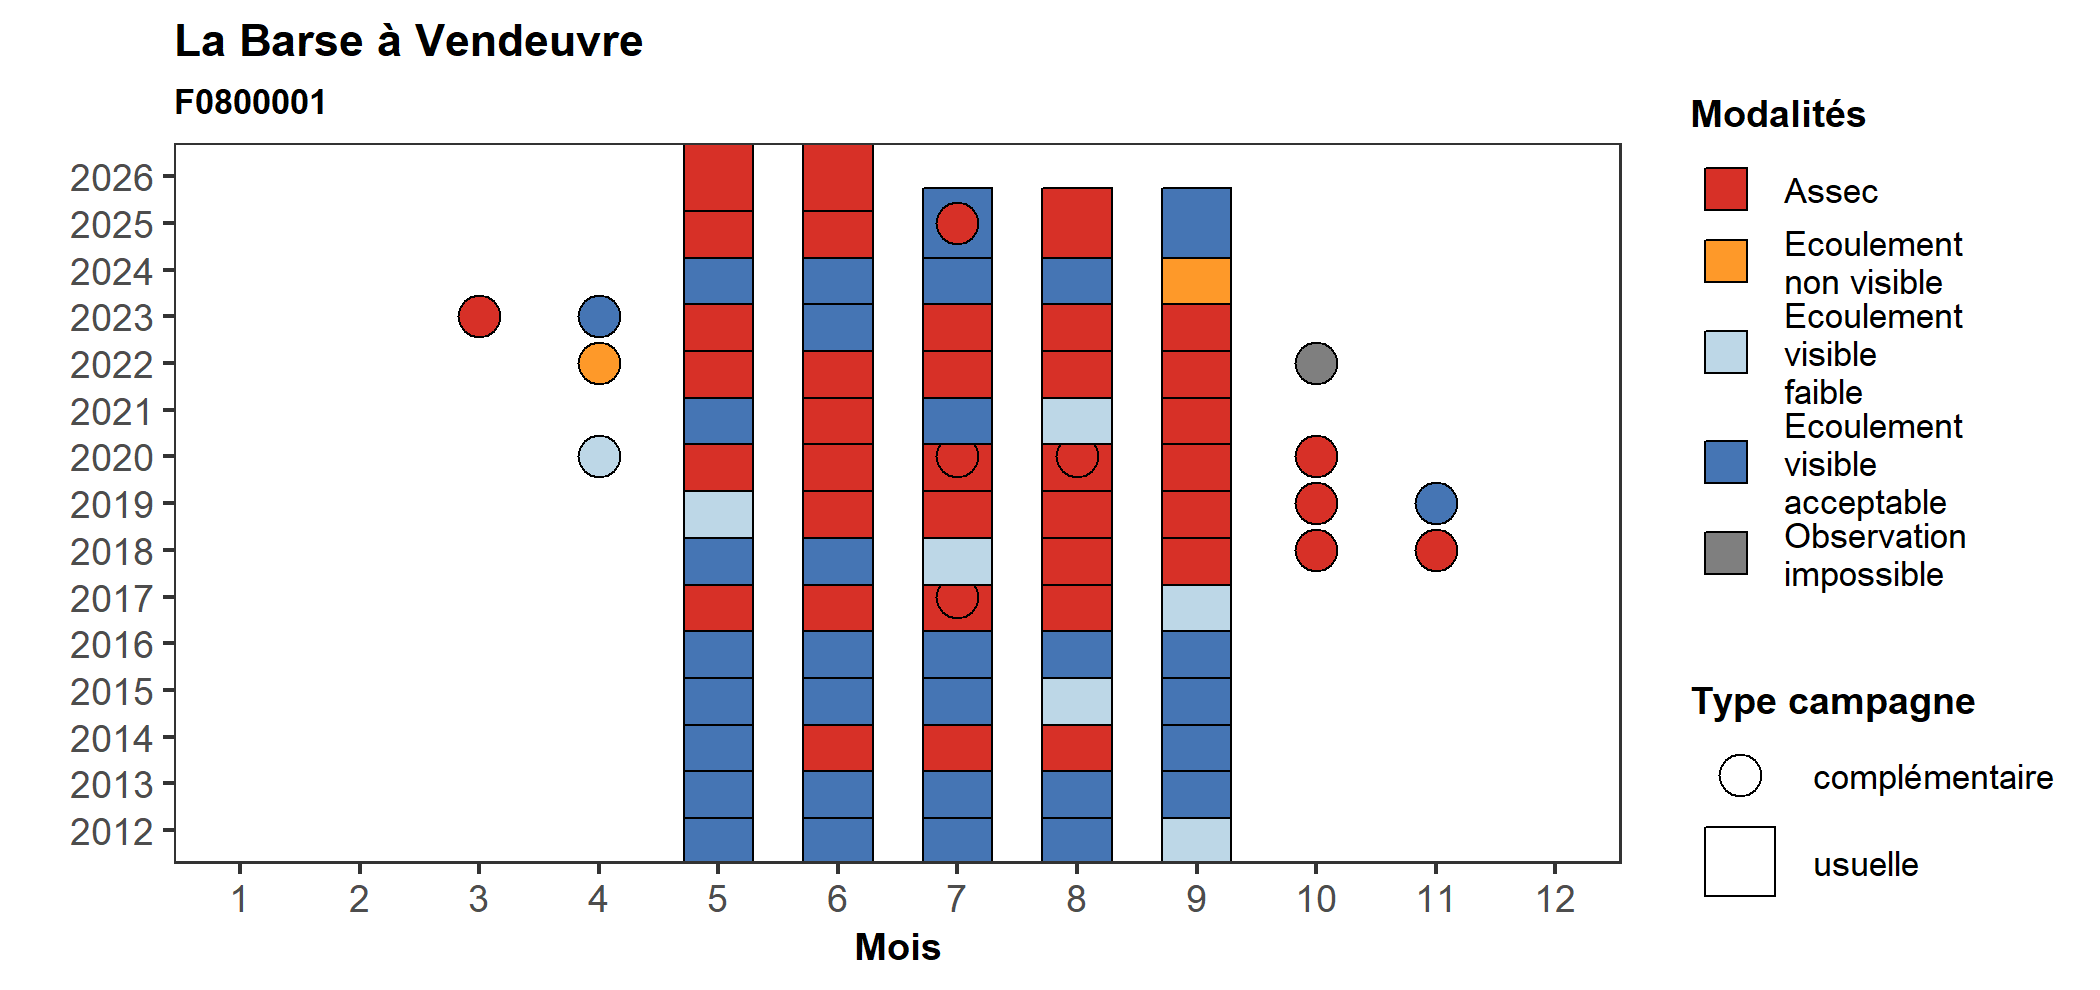 La Barse à Vendeuvre
F0800001
2026
2025
2024
2023
2022
2021
2020
2019
2018
2017
2016
2015
2014
2013
2012
1 2 3 4 5 6 7 8 9 10 11 12
Mois
Modalités
Assec
Ecoulement
non visible
Ecoulement
visible
faible
Ecoulement
visible
acceptable
Observation
impossible
Type campagne
complémentaire
usuelle